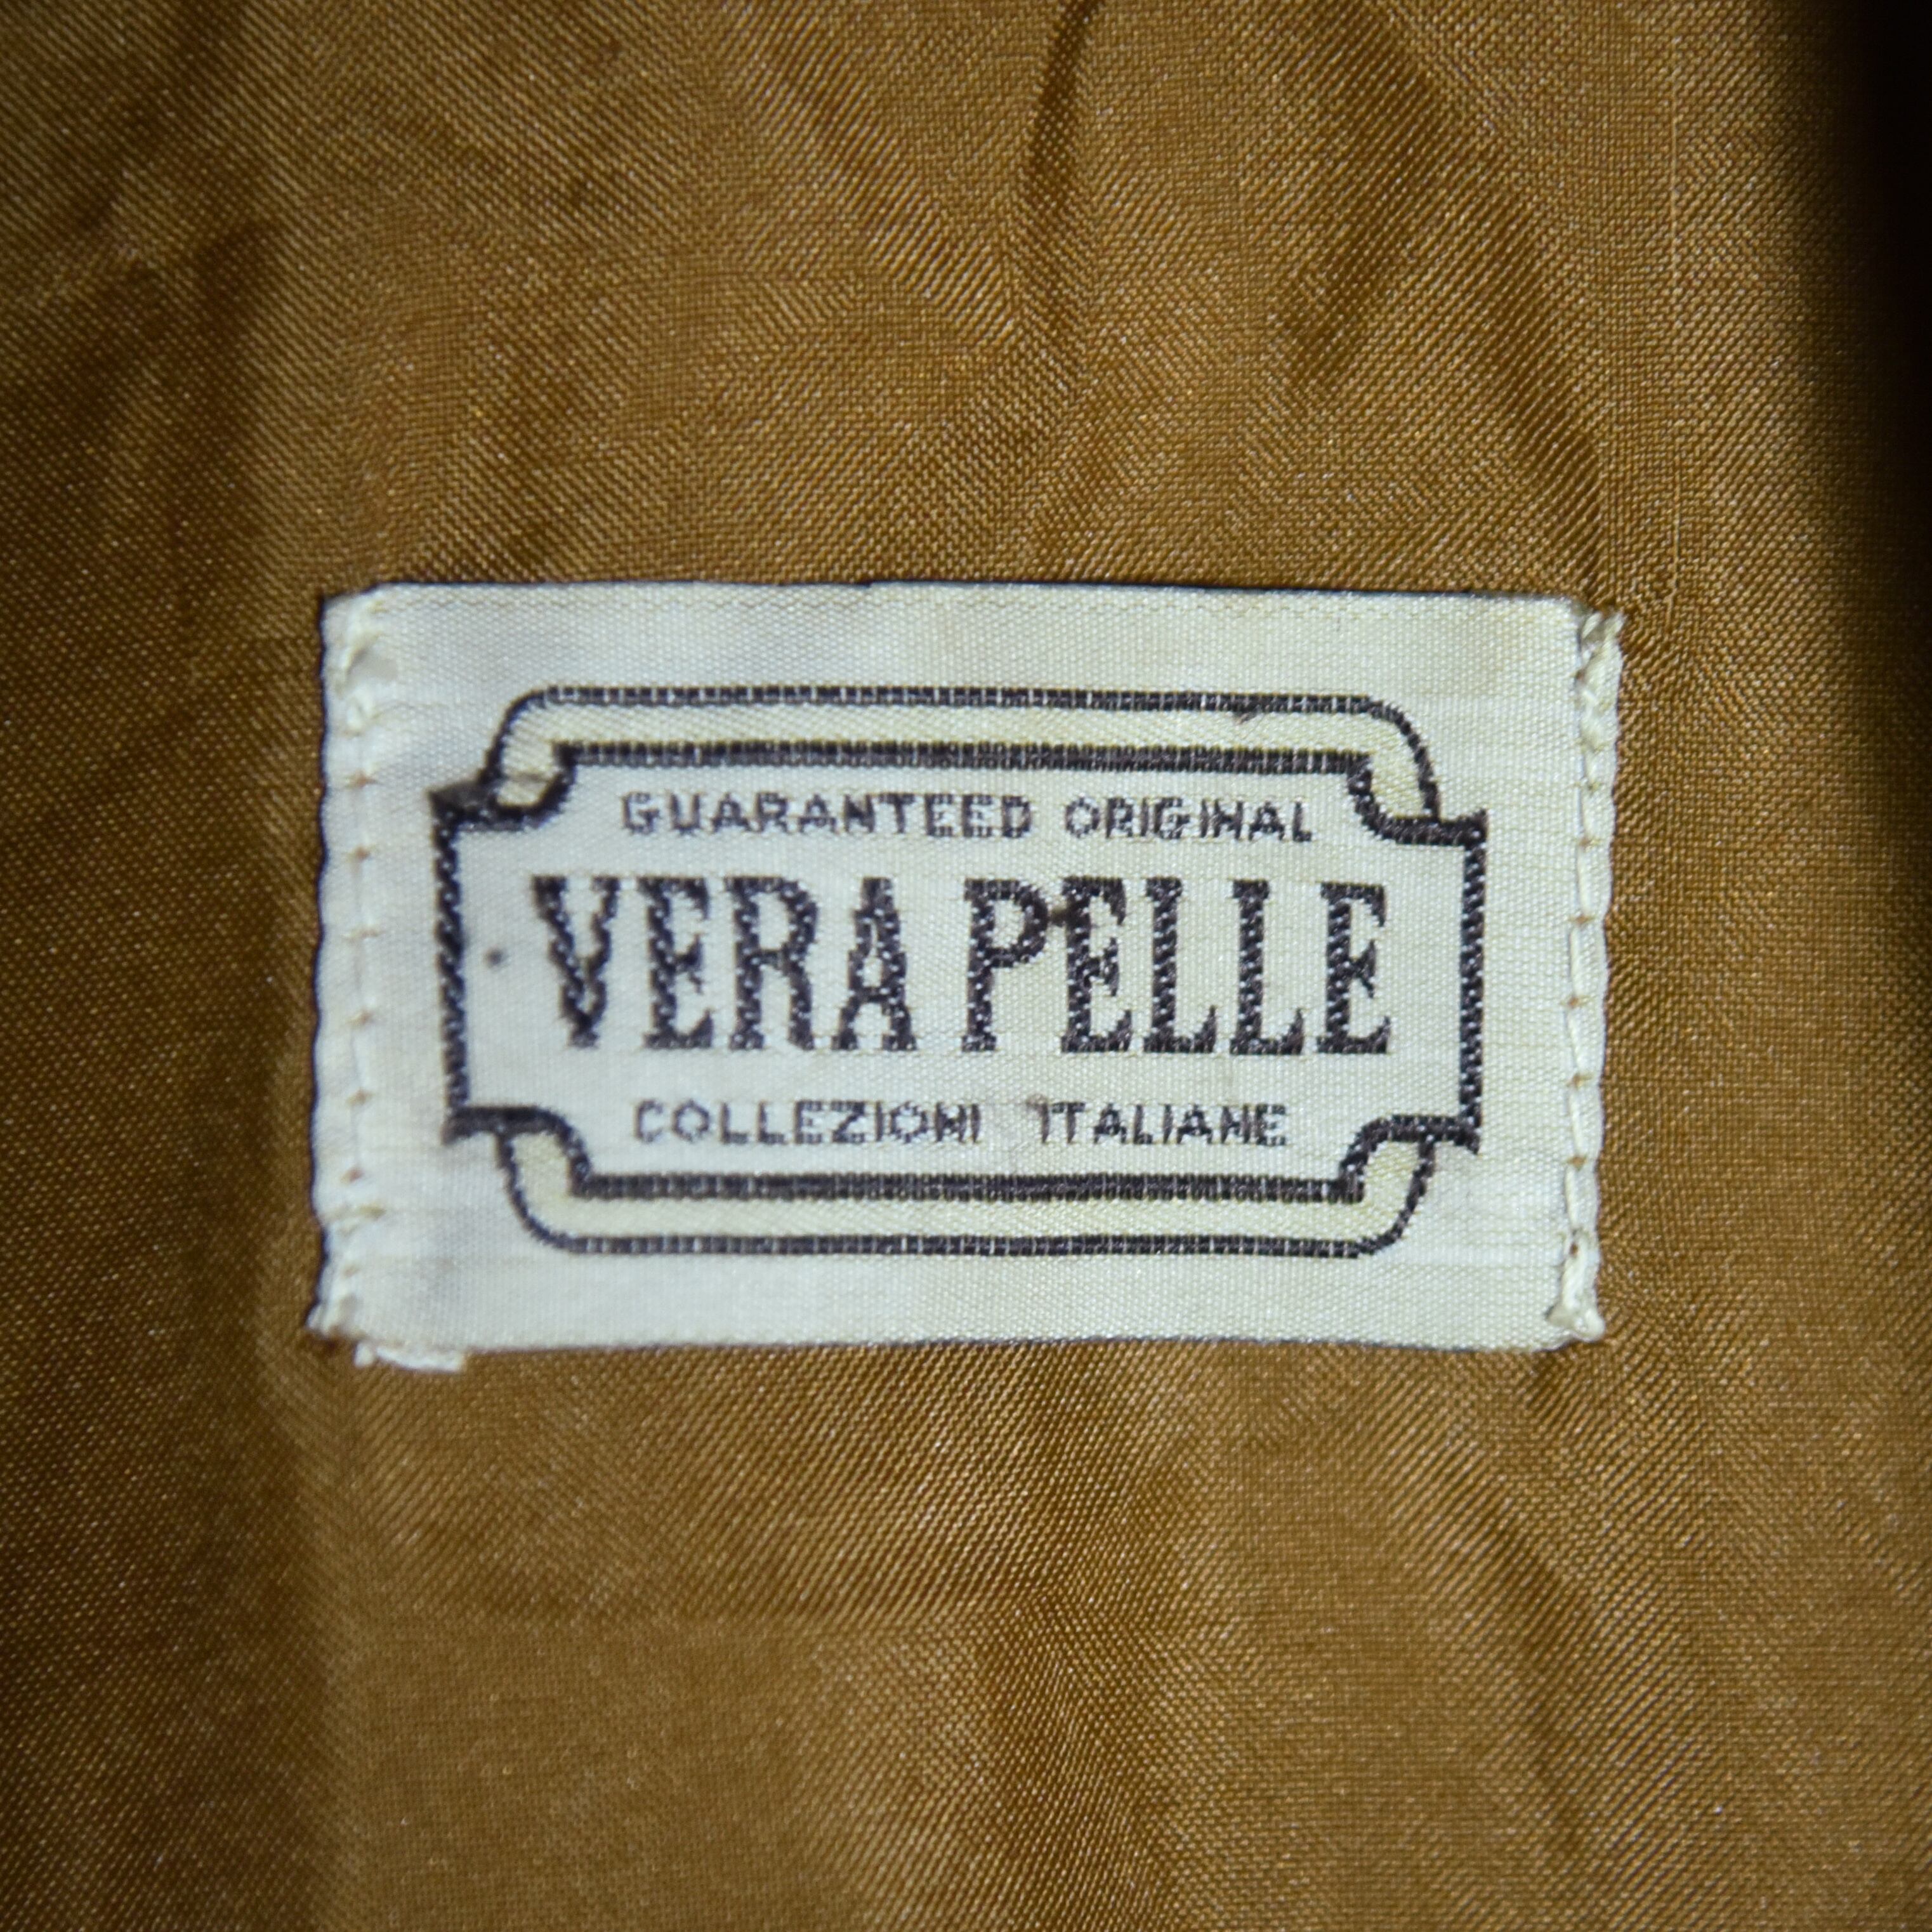 GUARANTEED ORIGINAL
VERA PELLE
COLLEZIONI ITALIANE